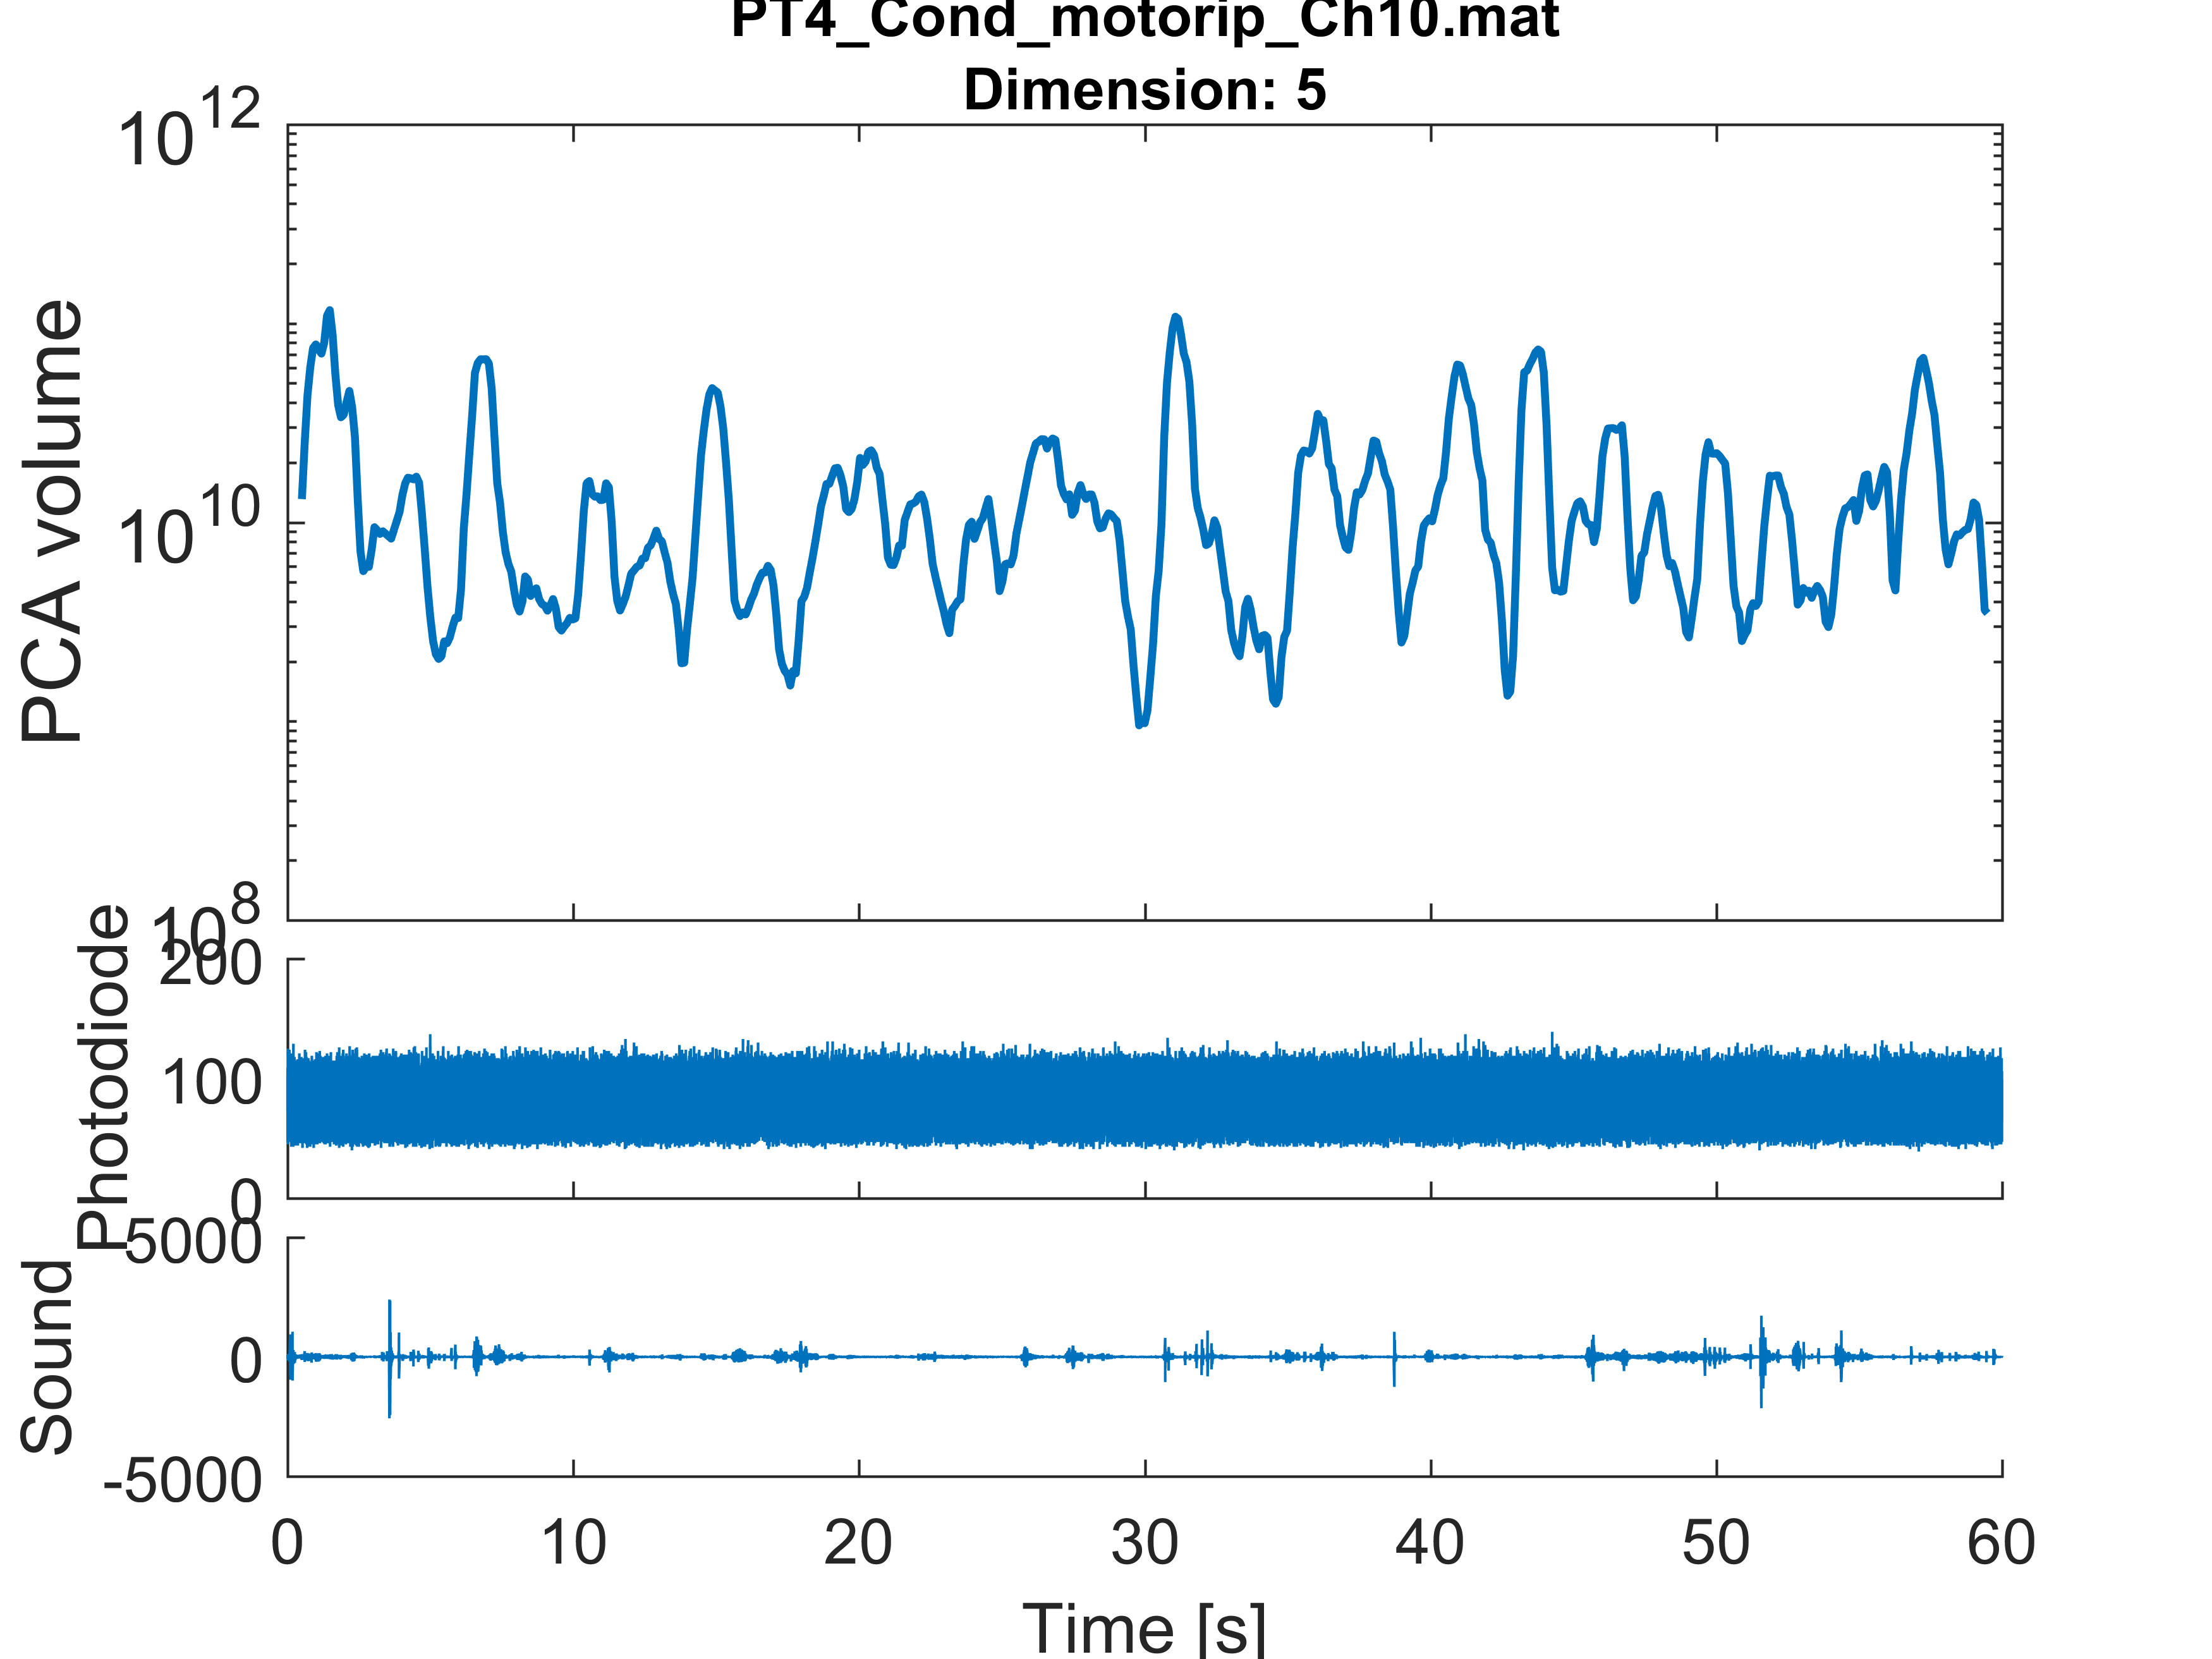 PT4_Cond_motorip_Ch10.mat
Dimension: 5
PCA volume
10^12
10^10
10^8
Photodiode
200
100
0
Sound
5000
0
-5000
0 10 20 30 40 50 60
Time [s]